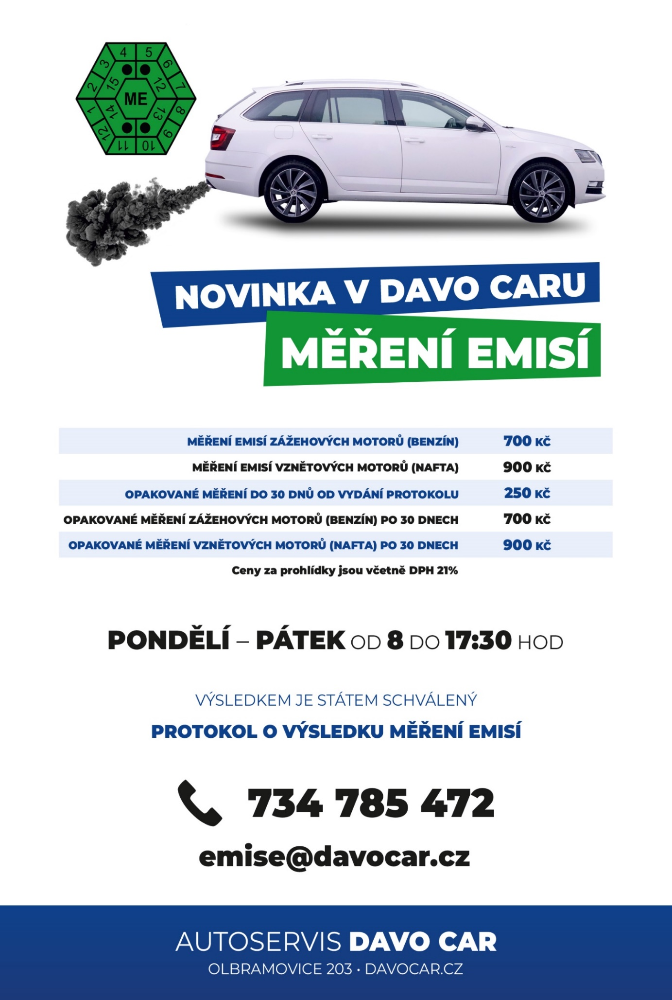 4 5
3 6
15 12
2 7
ME
1 8
14 13
12 9
11 10
NOVINKA V DAVO CARU
MĚŘENÍ EMISÍ
MĚŘENÍ EMISÍ ZÁŽEHOVÝCH MOTORŮ (BENZÍN) 700 KČ
MĚŘENÍ EMISÍ VZNĚTOVÝCH MOTORŮ (NAFTA) 900 KČ
OPAKOVANÉ MĚŘENÍ DO 30 DNŮ OD VYDÁNÍ PROTOKOLU 250 KČ
OPAKOVANÉ MĚŘENÍ ZÁŽEHOVÝCH MOTORŮ (BENZÍN) PO 30 DNECH 700 KČ
OPAKOVANÉ MĚŘENÍ VZNĚTOVÝCH MOTORŮ (NAFTA) PO 30 DNECH 900 KČ
Ceny za prohlídky jsou včetně DPH 21%
PONDĚLÍ – PÁTEK OD 8 DO 17:30 HOD
VÝSLEDKEM JE STÁTEM SCHVÁLENÝ
PROTOKOL O VÝSLEDKU MĚŘENÍ EMISÍ
734 785 472
emise@davocar.cz
AUTOSERVIS DAVO CAR
OLBRAMOVICE 203 • DAVOCAR.CZ